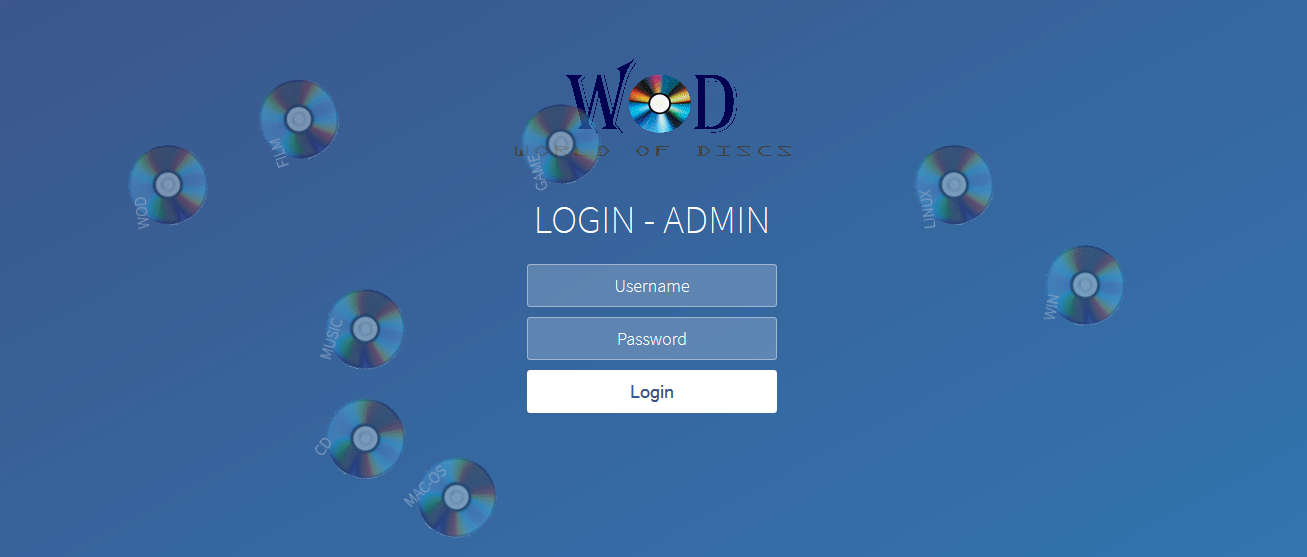 WOD
WORLD OF DISCS
FILM
GAME
WOD
LINUX
LOGIN - ADMIN
Username
WIN
MUSIC
Password
Login
CD
MAC-OS